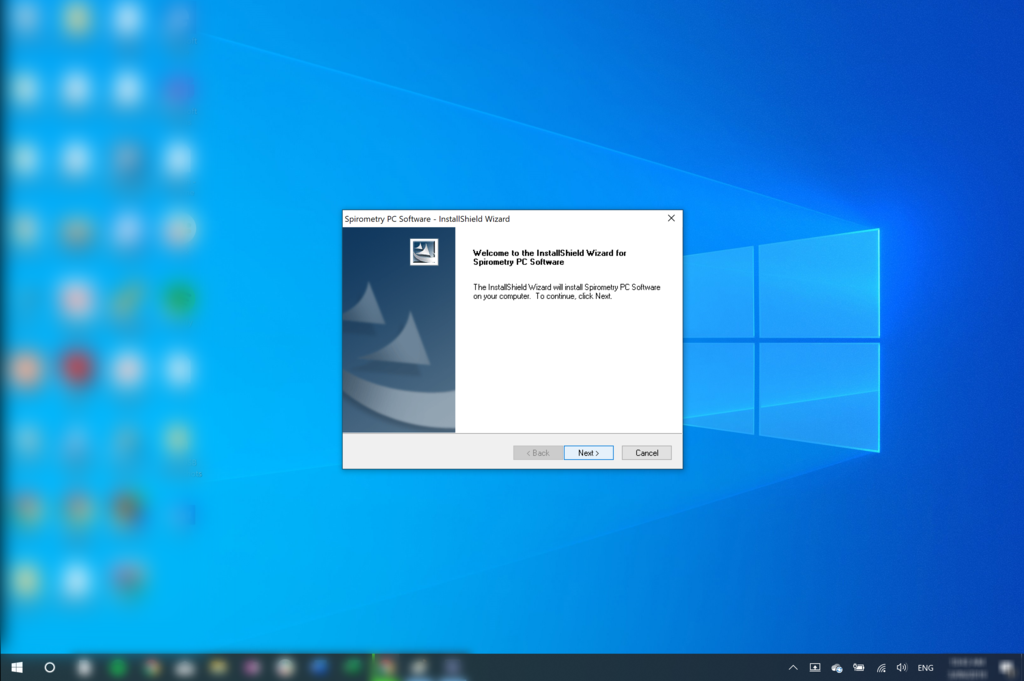 Spirometry PC Software - InstallShield Wizard
Welcome to the InstallShield Wizard for
Spirometry PC Software
The InstallShield Wizard will install Spirometry PC Software
on your computer.  To continue, click Next.
< Back
Next >
Cancel
ENG